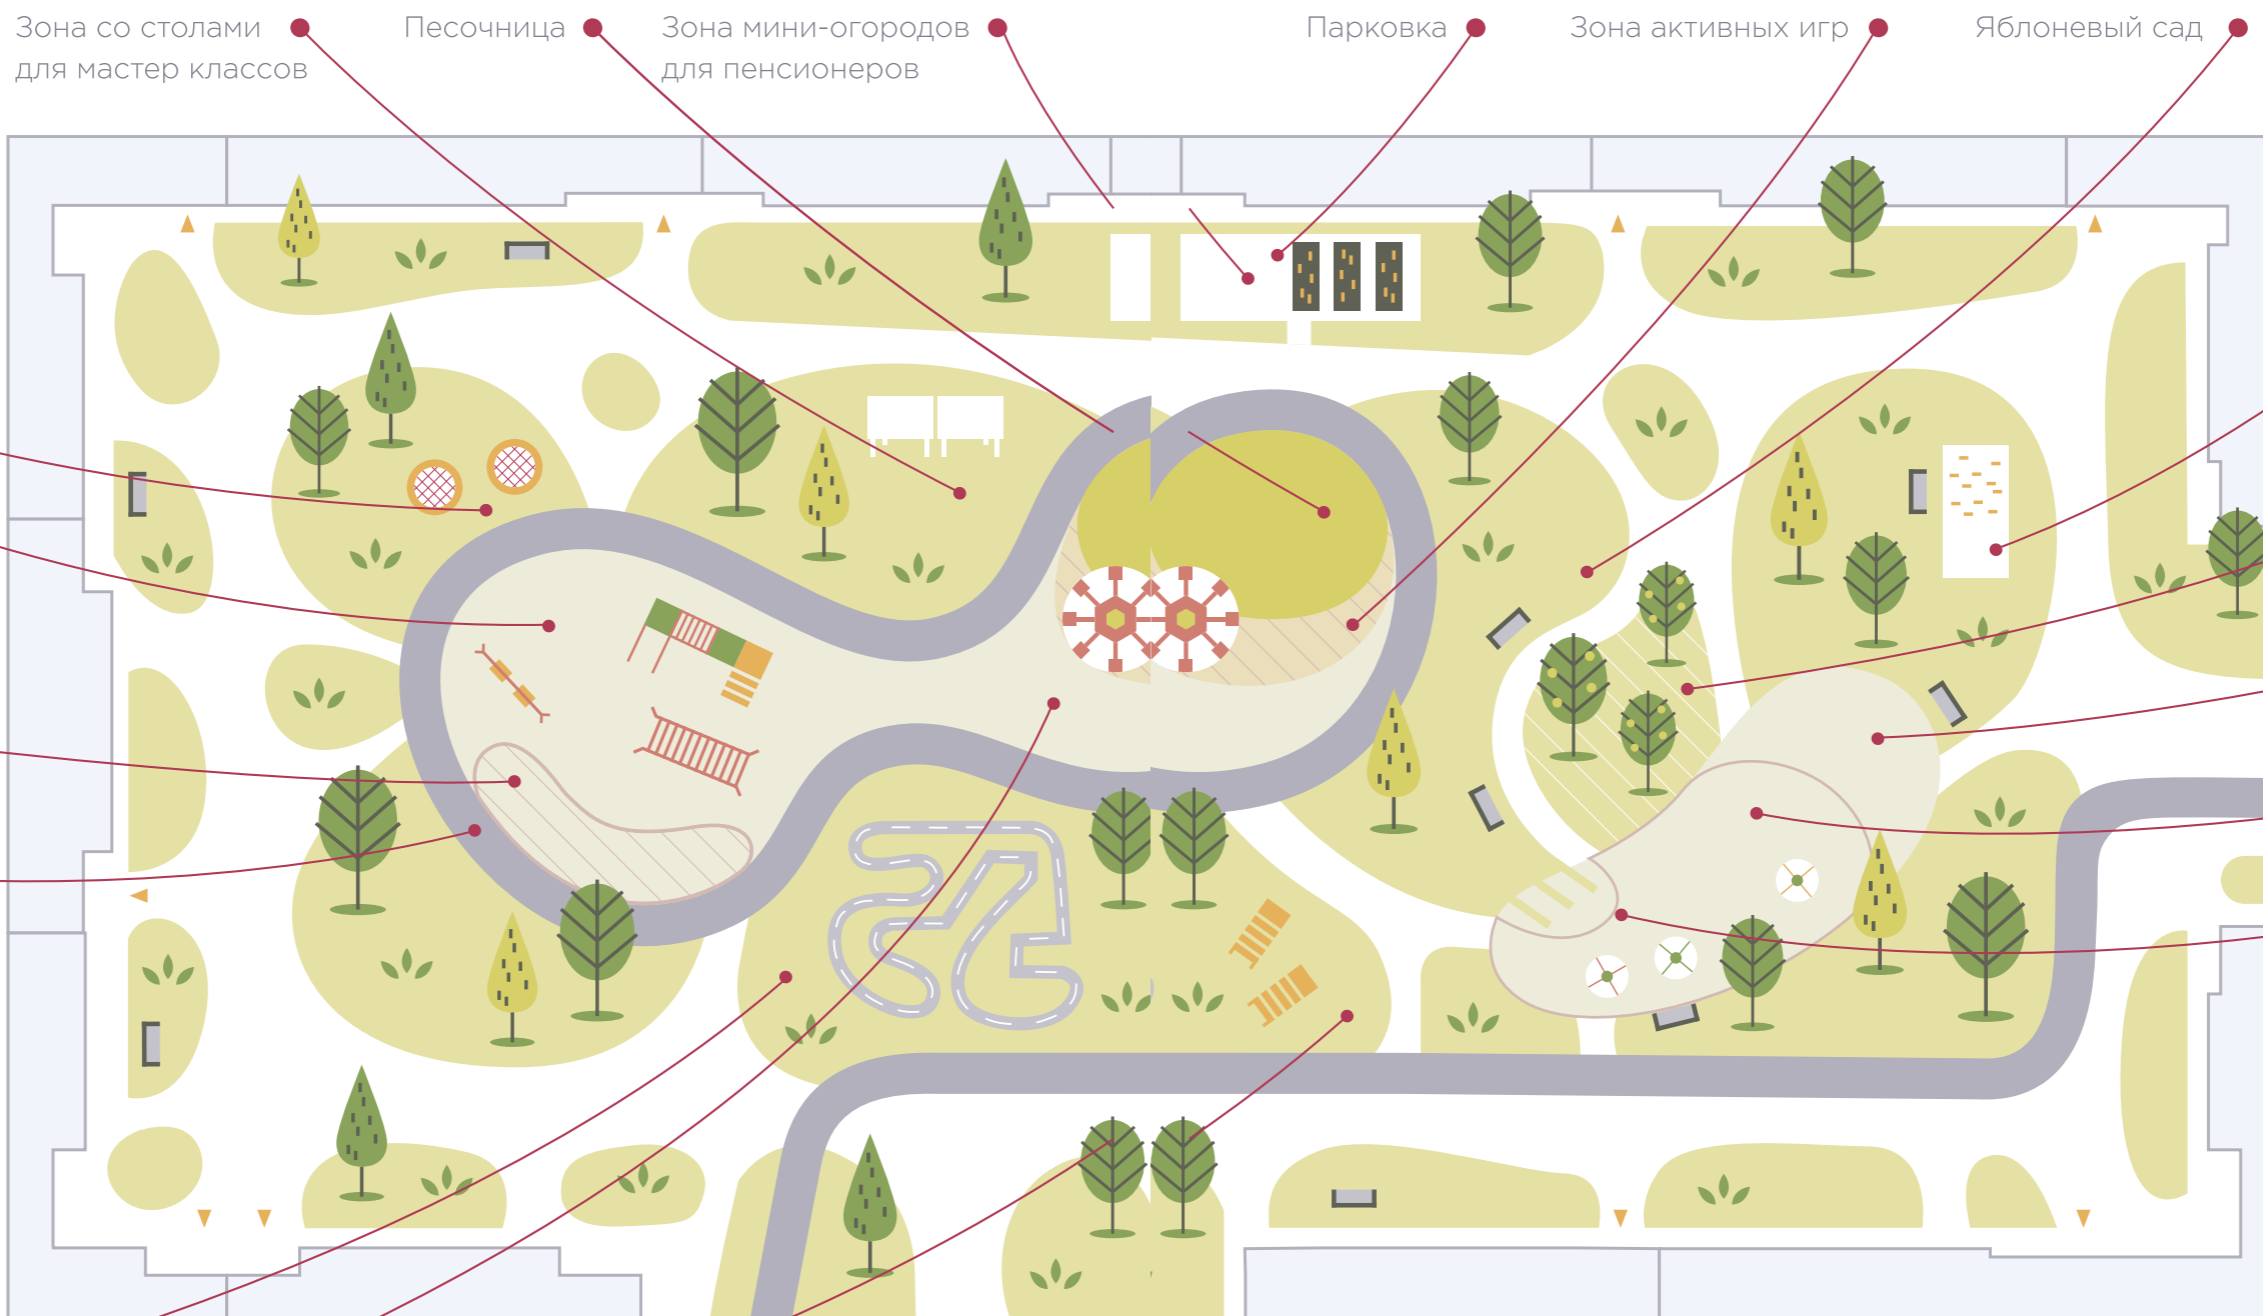 Зона со столами
для мастер классов
Песочница
Зона мини-огородов
для пенсионеров
Парковка
Зона активных игр
Яблоневый сад